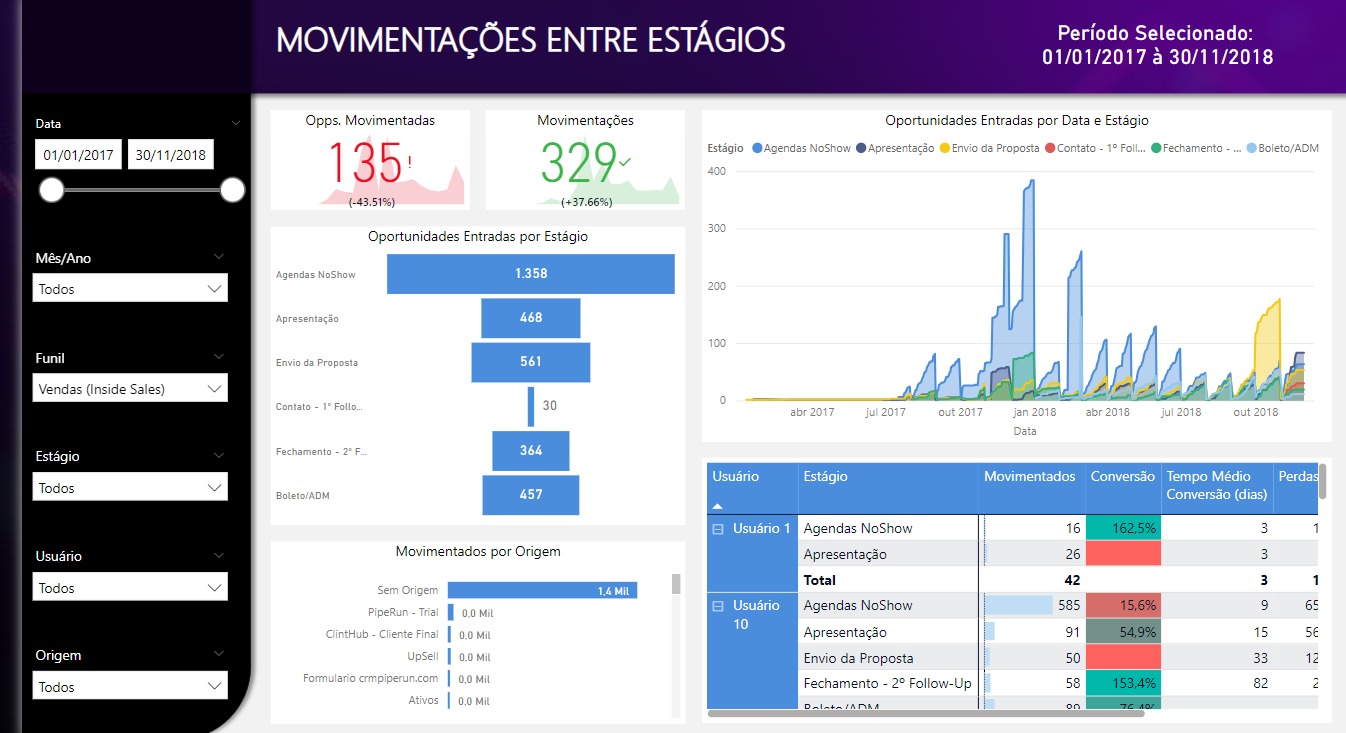 MOVIMENTAÇÕES ENTRE ESTÁGIOS
Período Selecionado:
01/01/2017 à 30/11/2018
Data
01/01/2017
30/11/2018
Mês/Ano
Todos
Funil
Vendas (Inside Sales)
Estágio
Todos
Usuário
Todos
Origem
Todos
Opps. Movimentadas
135!
(-43.51%)
Movimentações
329
(+37.66%)
Oportunidades Entradas por Estágio
Agendas NoShow 1.358
Apresentação 468
Envio da Proposta 561
Contato - 1º Follo... 30
Fechamento - 2º F... 364
Boleto/ADM 457
Movimentados por Origem
Sem Origem 1,4 Mil
PipeRun - Trial 0,0 Mil
ClintHub - Cliente Final 0,0 Mil
UpSell 0,0 Mil
Formulario crmpiperun.com 0,0 Mil
Ativos 0,0 Mil
Oportunidades Entradas por Data e Estágio
Estágio Agendas NoShow Apresentação Envio da Proposta Contato - 1º Foll... Fechamento - ... Boleto/ADM
400
300
200
100
0
abr 2017 jul 2017 out 2017 jan 2018 abr 2018 jul 2018 out 2018
Data
Usuário Estágio Movimentados Conversão Tempo Médio Perdas
Conversão (dias)
Usuário 1 Agendas NoShow 16 162,5% 3 1
Apresentação 26 3
Total 42 3 1
Usuário Agendas NoShow 585 15,6% 9 65
10
Apresentação 91 54,9% 15 56
Envio da Proposta 50 33 12
Fechamento - 2º Follow-Up 58 153,4% 82 2
Boleto/ADM 89 76,4%